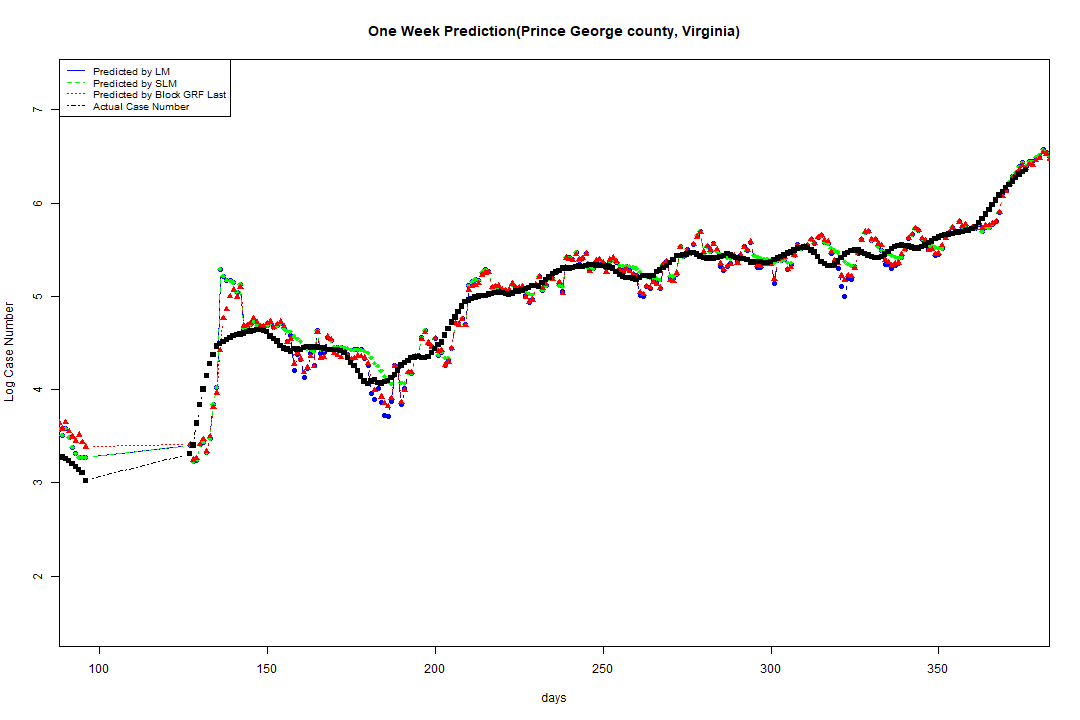 One Week Prediction(Prince George county, Virginia)
Predicted by LM
Predicted by SLM
Predicted by Block GRF Last
Actual Case Number
7
6
5
4
3
2
Log Case Number
100 150 200 250 300 350
days